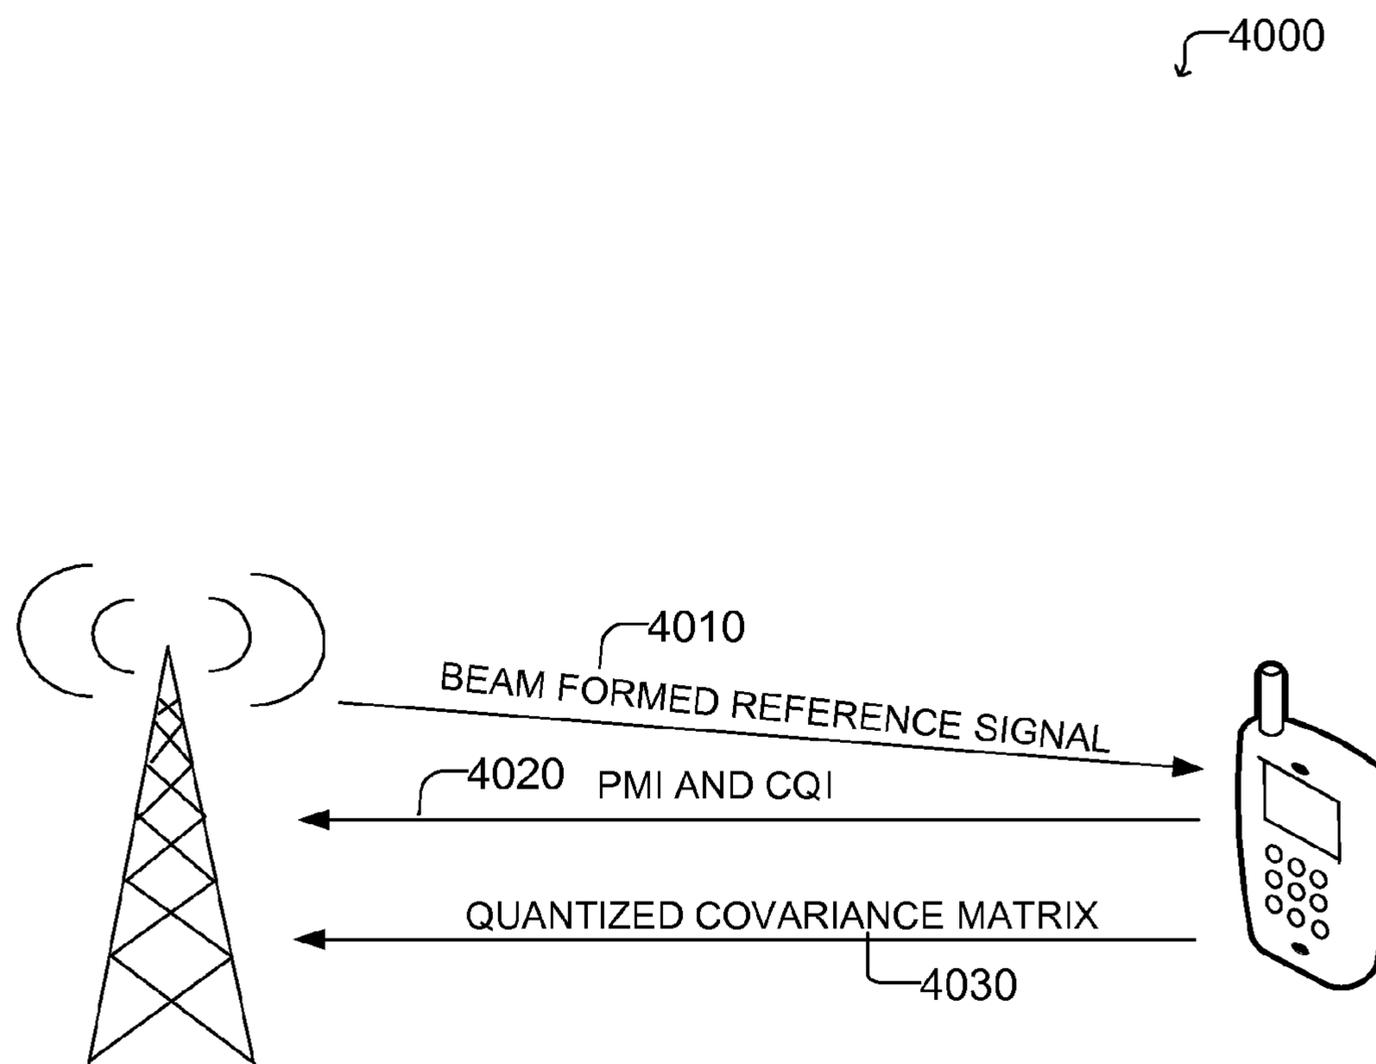 4000
4010
BEAM FORMED REFERENCE SIGNAL
4020
PMI AND CQI
QUANTIZED COVARIANCE MATRIX
4030